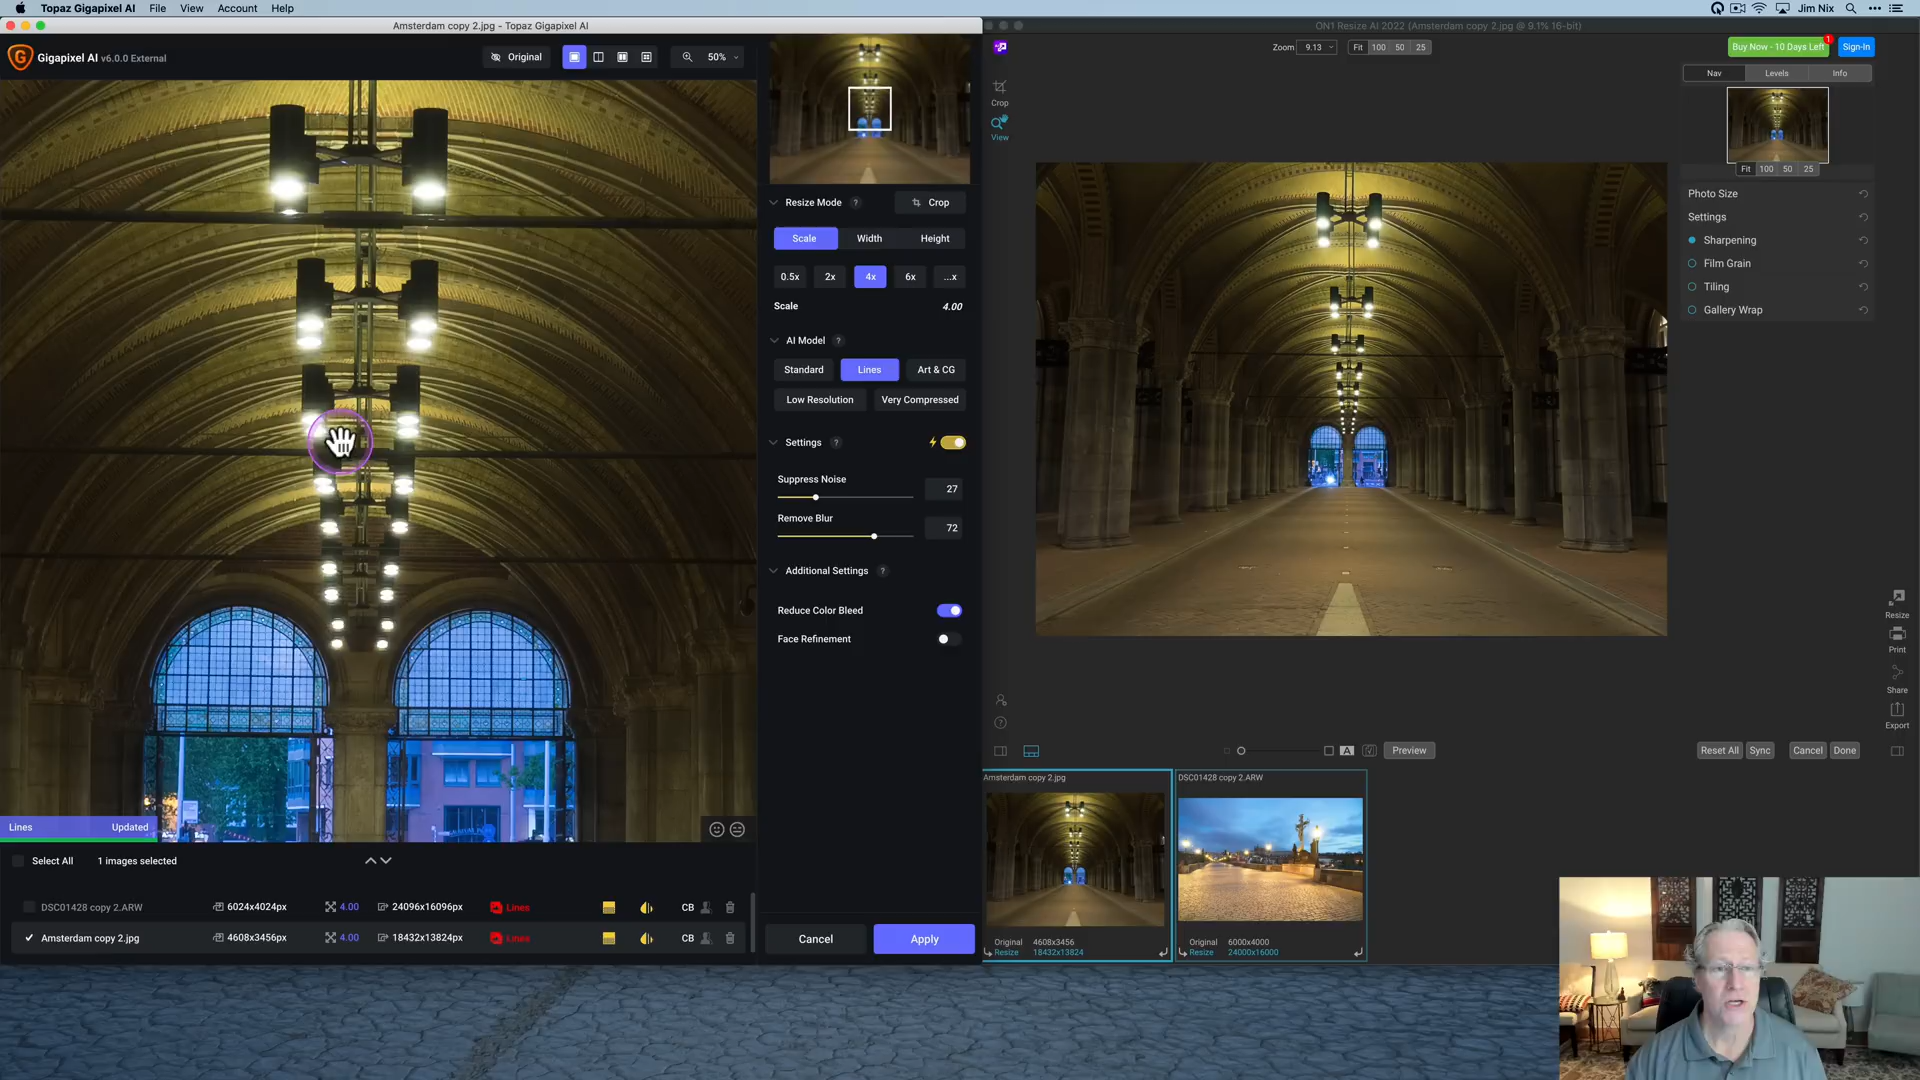 Topaz Gigapixel AI File View Account Help Jim Nix
Amsterdam copy 2.jpg - Topaz Gigapixel AI
ON1 Resize AI 2022 (Amsterdam copy 2.jpg @ 9.1% 16-bit)
Gigapixel AI v6.0.0 External
Original
50%
Resize Mode ? Crop
Scale Width Height
0.5x 2x 4x 6x ...x
Scale 4.00
AI Model ?
Standard Lines Art & CG
Low Resolution Very Compressed
Settings ?
Suppress Noise
27
Remove Blur
72
Additional Settings ?
Reduce Color Bleed
Face Refinement
Lines Updated
Select All 1 images selected
DSC01428 copy 2.ARW 6024x4024px 4.00 24096x16096px Lines CB
Amsterdam copy 2.jpg 4608x3456px 4.00 18432x13824px Lines CB
Cancel Apply
Zoom 9.13 Fit 100 50 25
Buy Now - 10 Days Left 1 Sign-In
Nav Levels Info
Crop
View
Fit 100 50 25
Photo Size
Settings
Sharpening
Film Grain
Tiling
Gallery Wrap
Resize
Print
Share
Export
?
A Preview
Reset All Sync Cancel Done
Amsterdam copy 2.jpg
Original 4608x3456
Resize 18432x13824
DSC01428 copy 2.ARW
Original 6000x4000
Resize 24000x16000